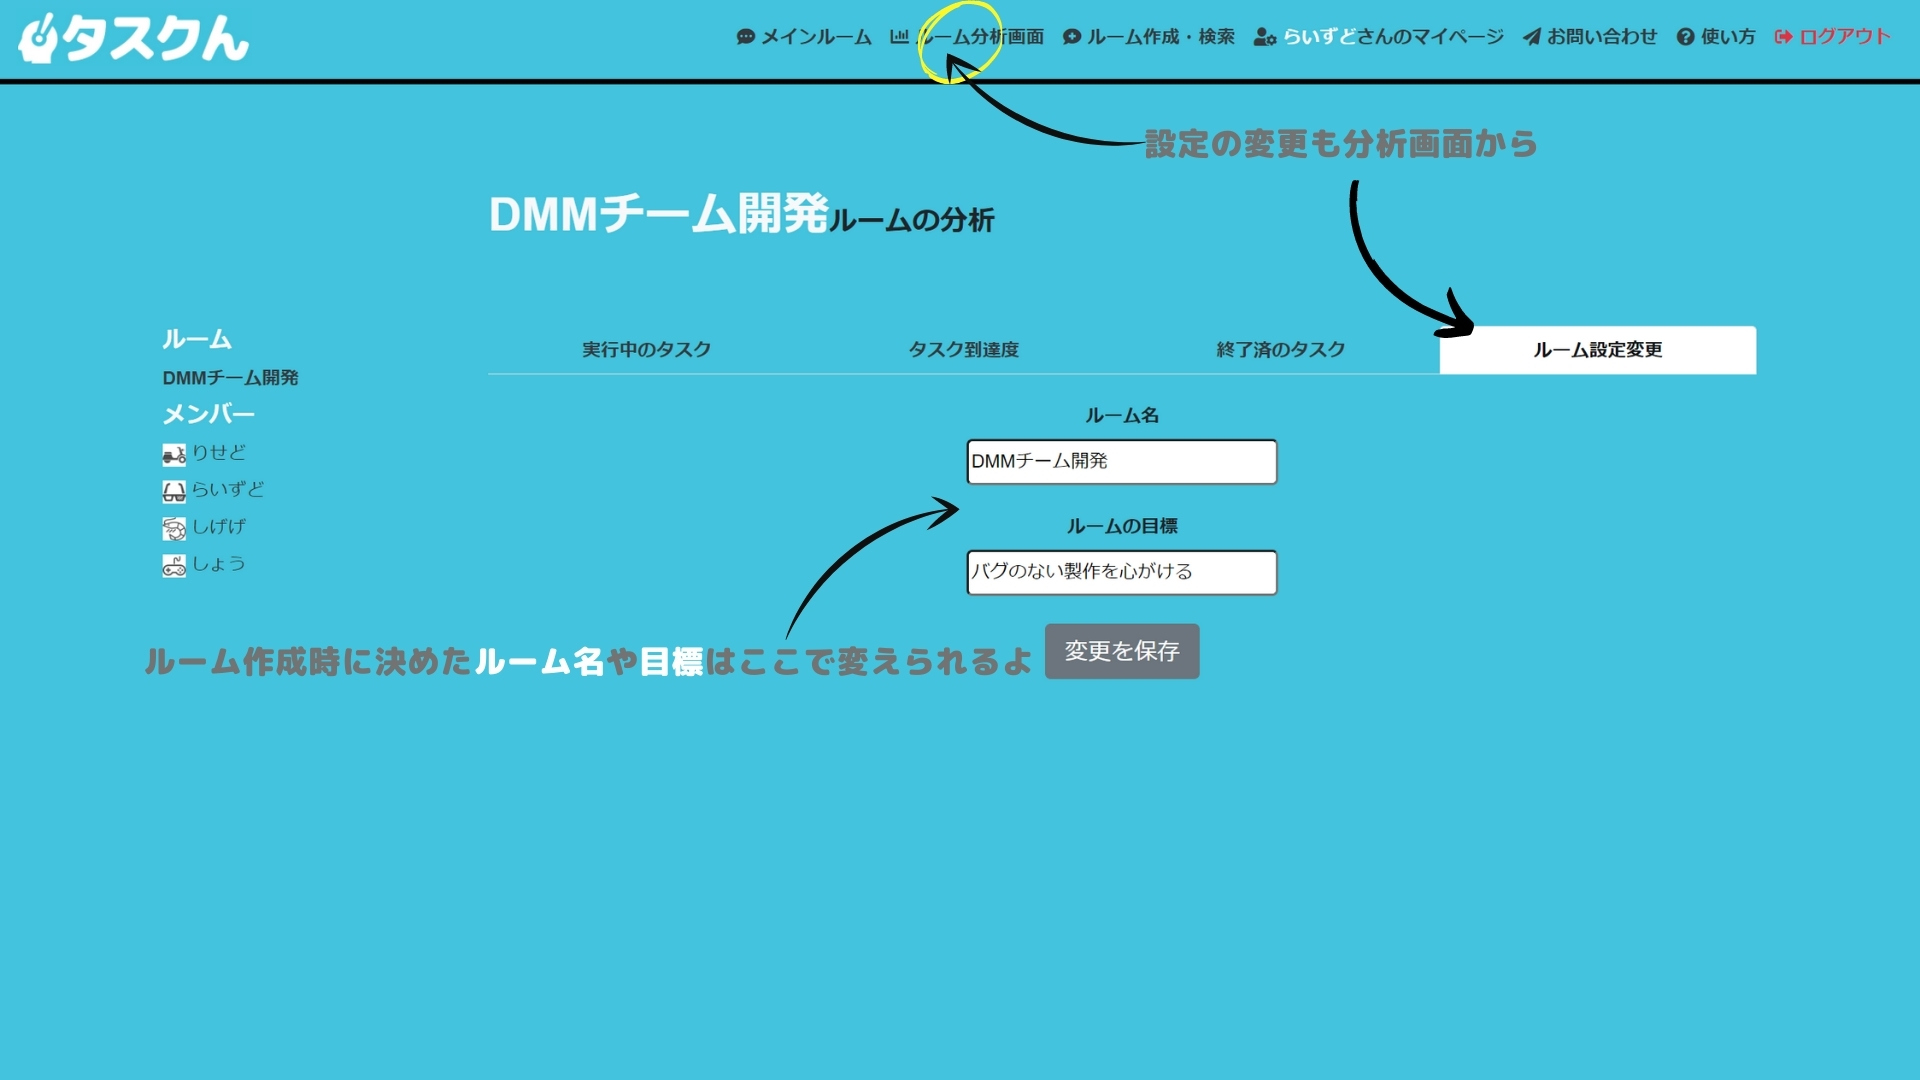 タスクん
メインルーム ルーム分析画面 ルーム作成・検索 らいずどさんのマイページ お問い合わせ 使い方 ログアウト
設定の変更も分析画面から
DMMチーム開発ルームの分析
ルーム
DMMチーム開発
メンバー
りせど
らいずど
しげげ
しょう
実行中のタスク タスク到達度 終了済のタスク ルーム設定変更
ルーム名
DMMチーム開発
ルームの目標
バグのない製作を心がける
変更を保存
ルーム作成時に決めたルーム名や目標はここで変えられるよ